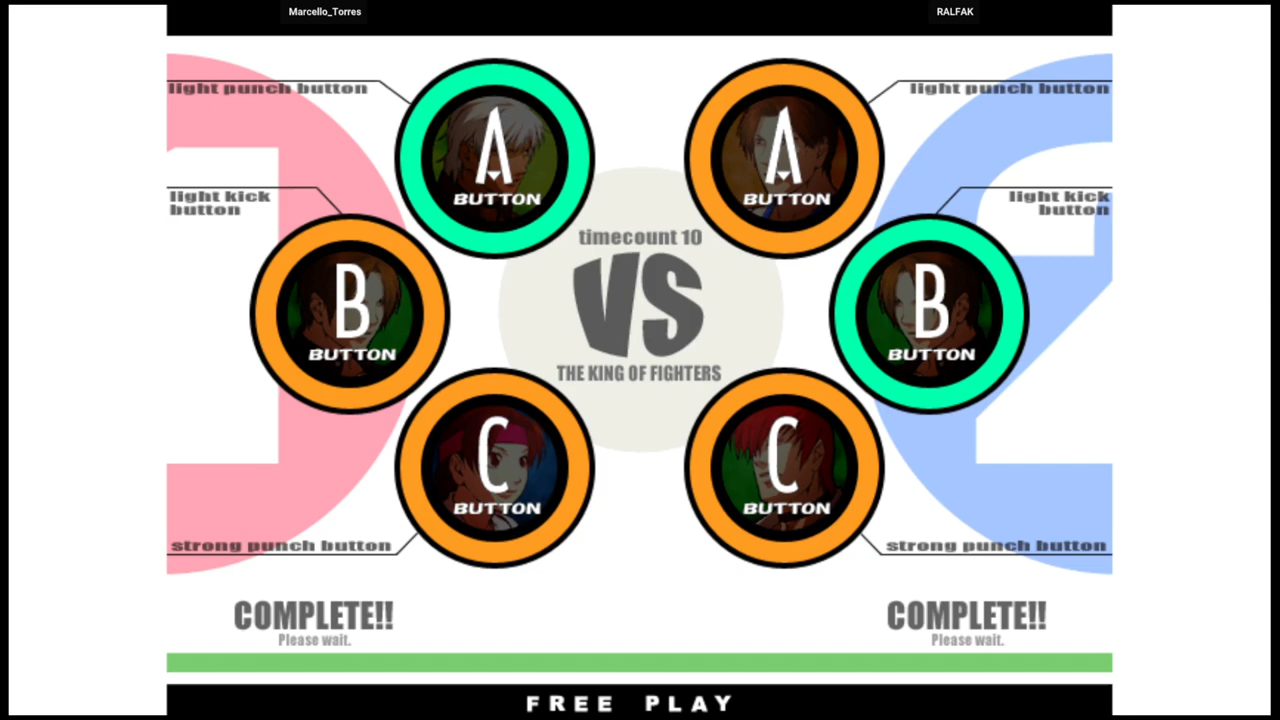 Marcello_Torres
RALFAK
light punch button
light punch button
A
BUTTON
A
BUTTON
light kick
button
light kick
button
B
BUTTON
B
BUTTON
timecount 10
VS
THE KING OF FIGHTERS
C
BUTTON
C
BUTTON
strong punch button
strong punch button
COMPLETE!!
Please wait.
COMPLETE!!
Please wait.
FREE PLAY